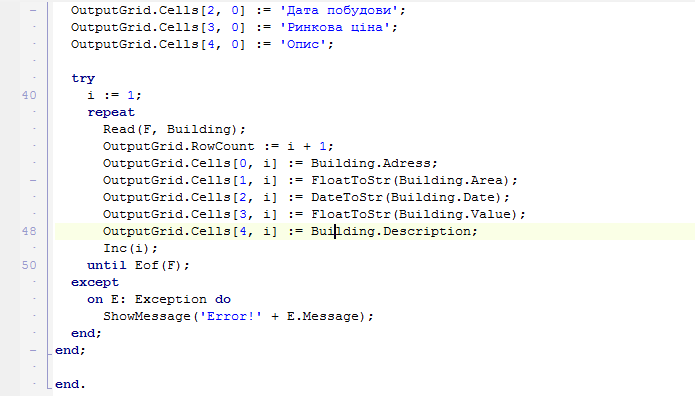 OutputGrid.Cells[2, 0] := 'Дата побудови';
OutputGrid.Cells[3, 0] := 'Ринкова ціна';
OutputGrid.Cells[4, 0] := 'Опис';
try
40 i := 1;
repeat
Read(F, Building);
OutputGrid.RowCount := i + 1;
OutputGrid.Cells[0, i] := Building.Adress;
OutputGrid.Cells[1, i] := FloatToStr(Building.Area);
OutputGrid.Cells[2, i] := DateToStr(Building.Date);
OutputGrid.Cells[3, i] := FloatToStr(Building.Value);
48 OutputGrid.Cells[4, i] := Building.Description;
Inc(i);
50 until Eof(F);
except
on E: Exception do
ShowMessage('Error!' + E.Message);
end;
end;
end.